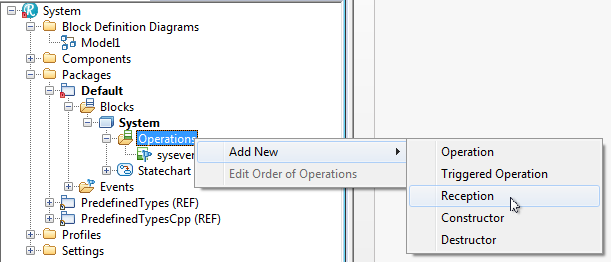 System
Block Definition Diagrams
Model1
Components
Packages
Default
Blocks
System
Operations
syseve
Statechart
Events
PredefinedTypes (REF)
PredefinedTypesCpp (REF)
Profiles
Settings
Add New
Edit Order of Operations
Operation
Triggered Operation
Reception
Constructor
Destructor